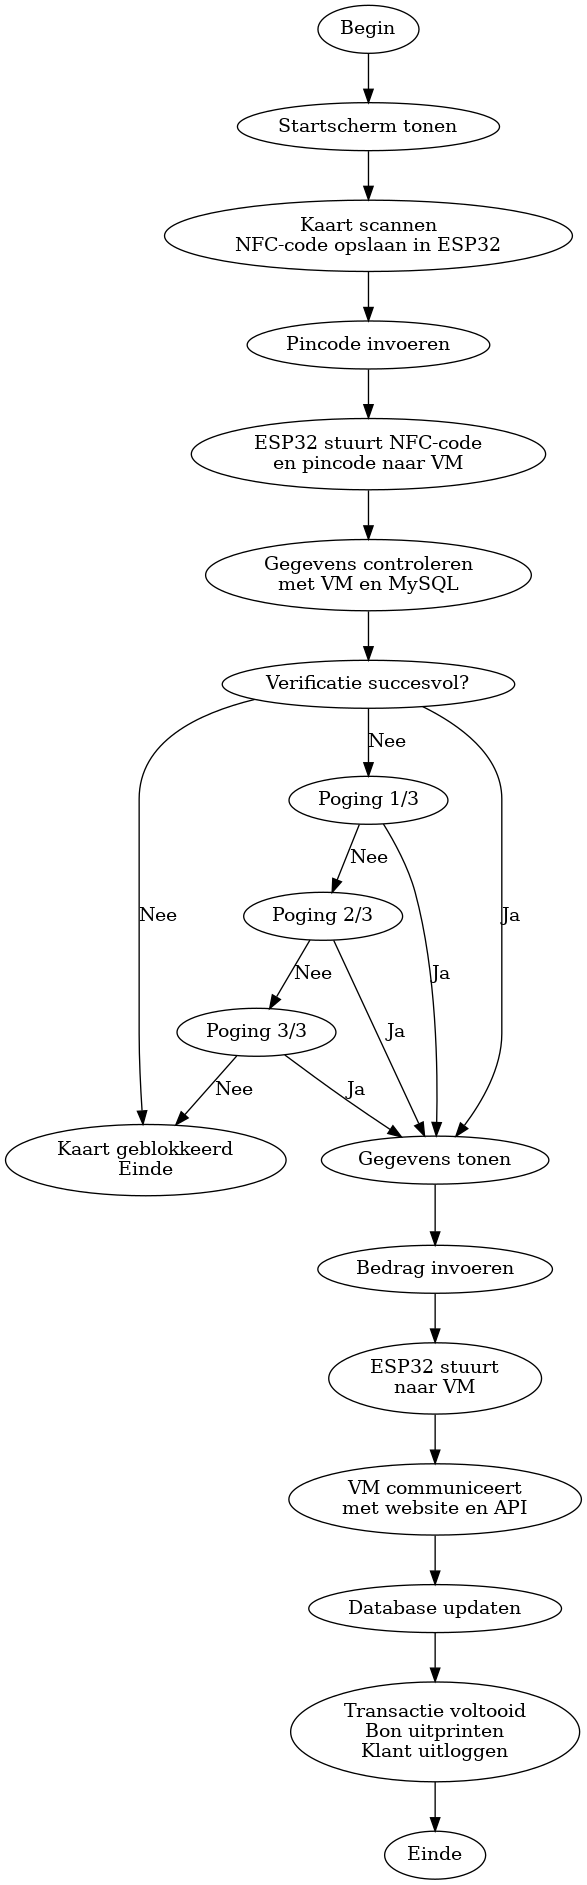 Begin
Startscherm tonen
Kaart scannen
NFC-code opslaan in ESP32
Pincode invoeren
ESP32 stuurt NFC-code
en pincode naar VM
Gegevens controleren
met VM en MySQL
Verificatie succesvol?
Nee
Poging 1/3
Nee
Poging 2/3
Nee
Ja
Nee
Ja
Poging 3/3
Ja
Nee
Ja
Kaart geblokkeerd
Einde
Gegevens tonen
Bedrag invoeren
ESP32 stuurt
naar VM
VM communiceert
met website en API
Database updaten
Transactie voltooid
Bon uitprinten
Klant uitloggen
Einde